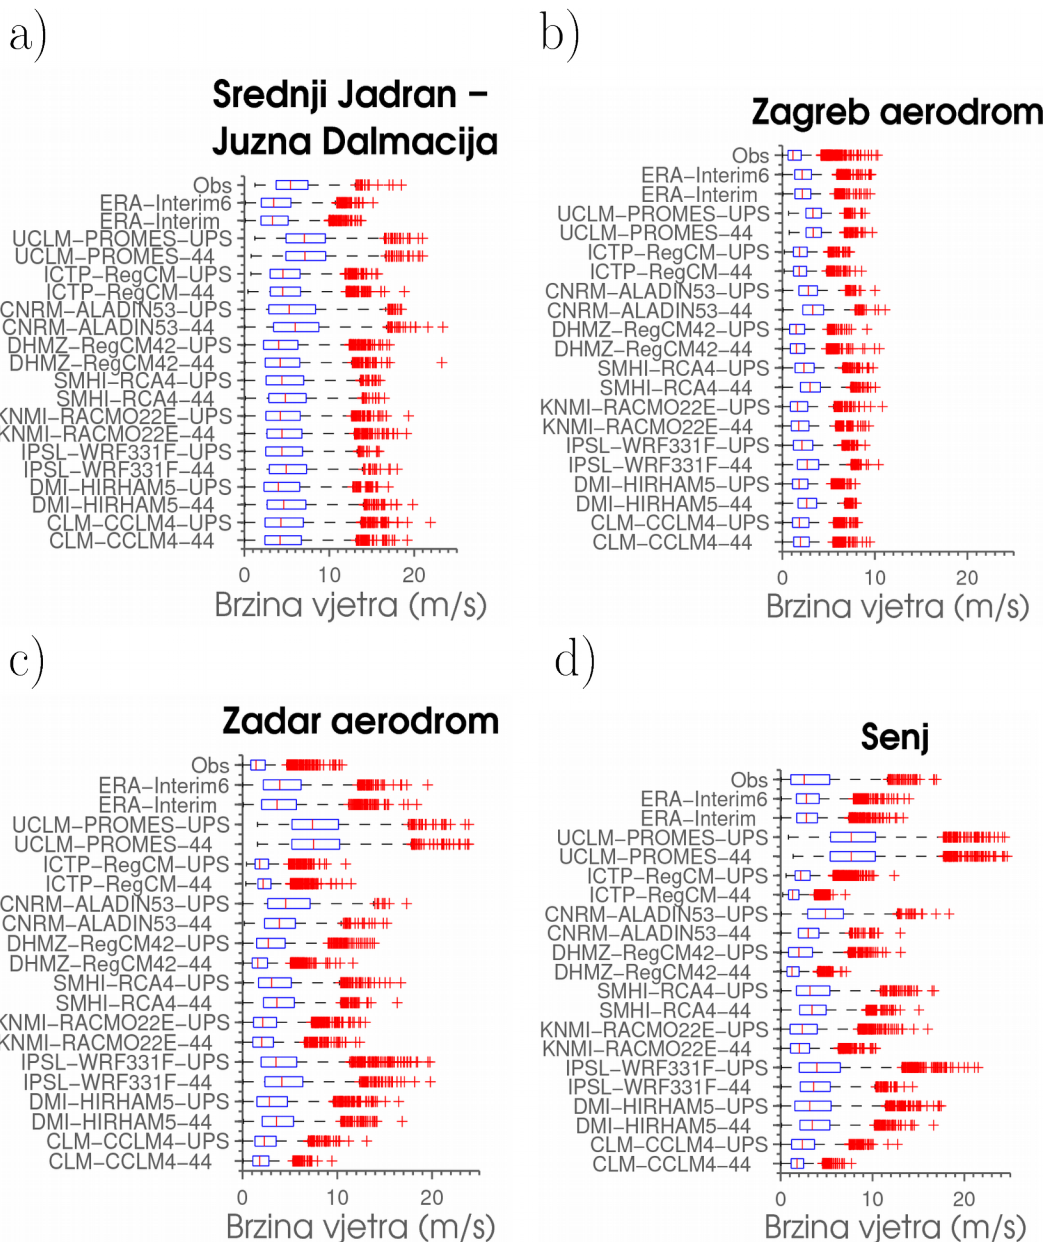 a)
Srednji Jadran –
Juzna Dalmacija
Obs
ERA–Interim6
ERA–Interim
UCLM–PROMES–UPS
UCLM–PROMES–44
ICTP–RegCM–UPS
ICTP–RegCM–44
CNRM–ALADIN53–UPS
CNRM–ALADIN53–44
DHMZ–RegCM42–UPS
DHMZ–RegCM42–44
SMHI–RCA4–UPS
SMHI–RCA4–44
KNMI–RACMO22E–UPS
KNMI–RACMO22E–44
IPSL–WRF331F–UPS
IPSL–WRF331F–44
DMI–HIRHAM5–UPS
DMI–HIRHAM5–44
CLM–CCLM4–UPS
CLM–CCLM4–44
0 10 20
Brzina vjetra (m/s)
b)
Zagreb aerodrom
Obs
ERA–Interim6
ERA–Interim
UCLM–PROMES–UPS
UCLM–PROMES–44
ICTP–RegCM–UPS
ICTP–RegCM–44
CNRM–ALADIN53–UPS
CNRM–ALADIN53–44
DHMZ–RegCM42–UPS
DHMZ–RegCM42–44
SMHI–RCA4–UPS
SMHI–RCA4–44
KNMI–RACMO22E–UPS
KNMI–RACMO22E–44
IPSL–WRF331F–UPS
IPSL–WRF331F–44
DMI–HIRHAM5–UPS
DMI–HIRHAM5–44
CLM–CCLM4–UPS
CLM–CCLM4–44
0 10 20
Brzina vjetra (m/s)
c)
Zadar aerodrom
Obs
ERA–Interim6
ERA–Interim
UCLM–PROMES–UPS
UCLM–PROMES–44
ICTP–RegCM–UPS
ICTP–RegCM–44
CNRM–ALADIN53–UPS
CNRM–ALADIN53–44
DHMZ–RegCM42–UPS
DHMZ–RegCM42–44
SMHI–RCA4–UPS
SMHI–RCA4–44
KNMI–RACMO22E–UPS
KNMI–RACMO22E–44
IPSL–WRF331F–UPS
IPSL–WRF331F–44
DMI–HIRHAM5–UPS
DMI–HIRHAM5–44
CLM–CCLM4–UPS
CLM–CCLM4–44
0 10 20
Brzina vjetra (m/s)
d)
Senj
Obs
ERA–Interim6
ERA–Interim
UCLM–PROMES–UPS
UCLM–PROMES–44
ICTP–RegCM–UPS
ICTP–RegCM–44
CNRM–ALADIN53–UPS
CNRM–ALADIN53–44
DHMZ–RegCM42–UPS
DHMZ–RegCM42–44
SMHI–RCA4–UPS
SMHI–RCA4–44
KNMI–RACMO22E–UPS
KNMI–RACMO22E–44
IPSL–WRF331F–UPS
IPSL–WRF331F–44
DMI–HIRHAM5–UPS
DMI–HIRHAM5–44
CLM–CCLM4–UPS
CLM–CCLM4–44
0 10 20
Brzina vjetra (m/s)